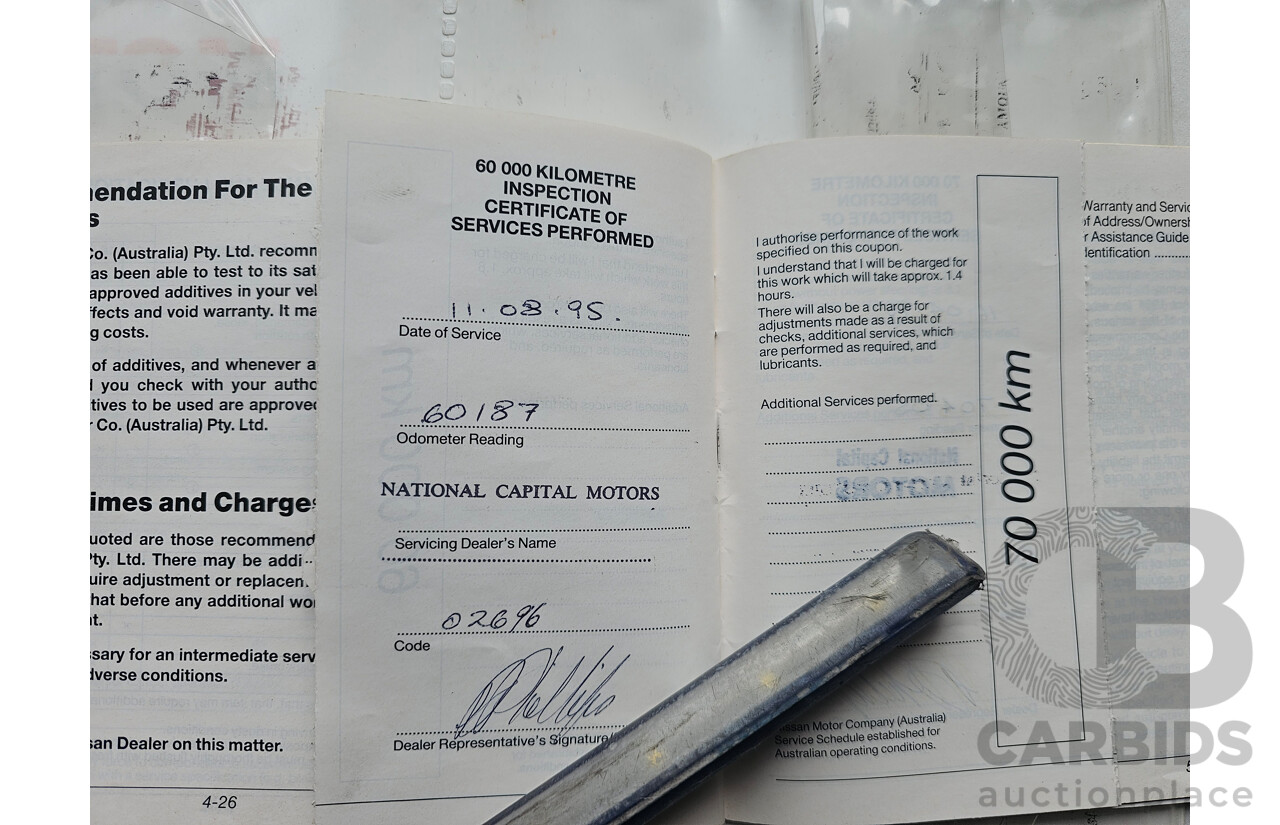 mendation For The
s
Co. (Australia) Pty. Ltd. recomn
as been able to test to its sat
approved additives in your vel
ffects and void warranty. It ma
g costs.
of additives, and whenever a
d you check with your autho
tives to be used are approved
r Co. (Australia) Pty. Ltd.
imes and Charges
uoted are those recommend
Pty. Ltd. There may be addi
uire adjustment or replacen
hat before any additional wo
t.
ssary for an intermediate serv
dverse conditions.
san Dealer on this matter.
4-26
60 000 KILOMETRE
INSPECTION
CERTIFICATE OF
SERVICES PERFORMED
11.08.95.
Date of Service
60187
Odometer Reading
NATIONAL CAPITAL MOTORS
Servicing Dealer's Name
02696
Code
Dealer Representative's Signature
I authorise performance of the work
specified on this coupon.
I understand that I will be charged for
this work which will take approx. 1.4
hours.
There will also be a charge for
adjustments made as a result of
checks, additional services, which
are performed as required, and
lubricants.
Additional Services performed.
ssan Motor Company (Australia)
Service Schedule established for
Australian operating conditions.
70 000 km
Warranty and Servic
of Address/Ownersh
r Assistance Guide
dentification
CB
CARBIDS
auctionplace